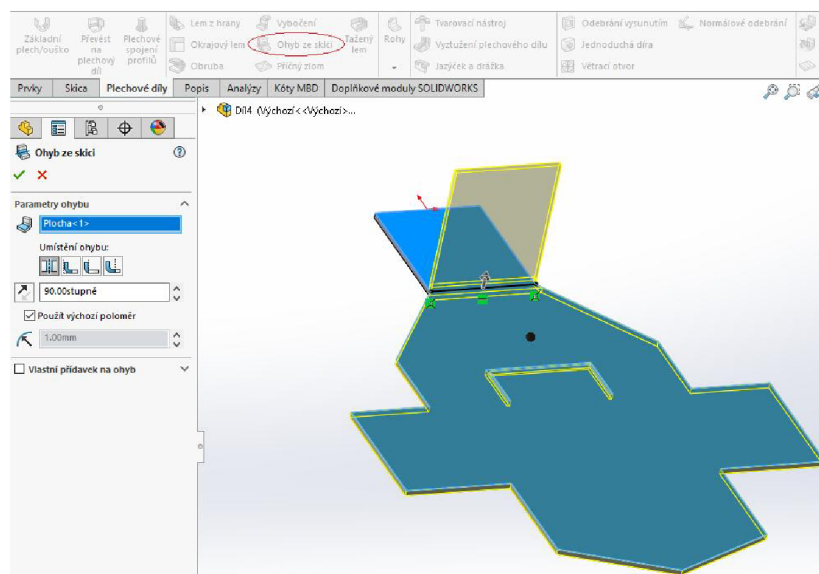 Základní plech/ouško
Převést na plechový díl
Plechové spojení profilů
Lem z hrany
Okrajový lem
Obruba
Vybočení
Ohyb ze skici
Příčný zlom
Tažený lem
Rohy
Tvarovací nástroj
Vyztužení plechového dílu
Jazýček a drážka
Odebrání vysunutím
Jednoduchá díra
Větrací otvor
Normálové odebrání
Prvky
Skica
Plechové díly
Popis
Analýzy
Kóty MBD
Doplňkové moduly SOLIDWORKS
Díl4 (Výchozí<<Výchozí>...
Ohyb ze skici
Parametry ohybu
Plocha<1>
Umístění ohybu:
90.00stupně
Použít výchozí poloměr
1.00mm
Vlastní přídavek na ohyb